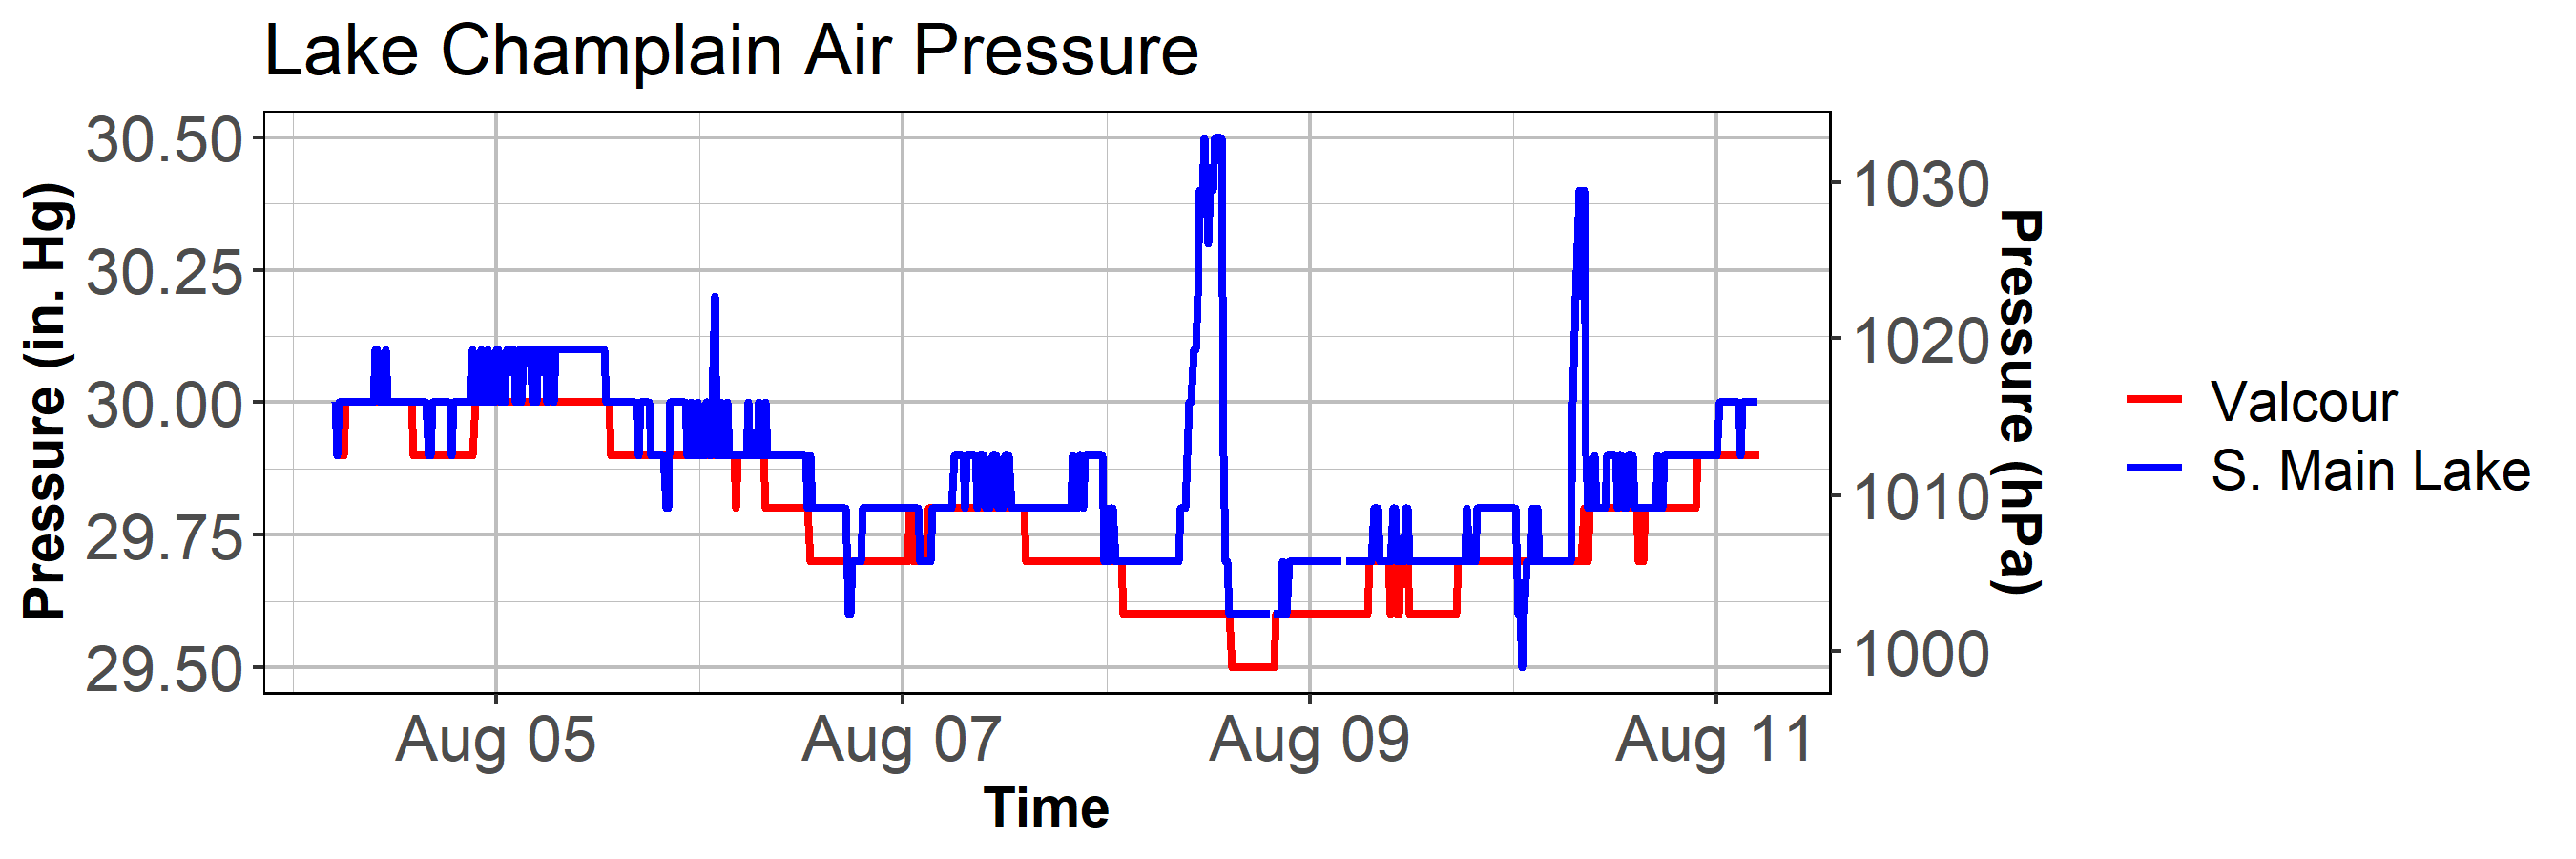 Lake Champlain Air Pressure
Pressure (in. Hg)
30.50
30.25
30.00
29.75
29.50
1030
1020
1010
1000
Pressure (hPa)
Valcour
S. Main Lake
Aug 05
Aug 07
Aug 09
Aug 11
Time